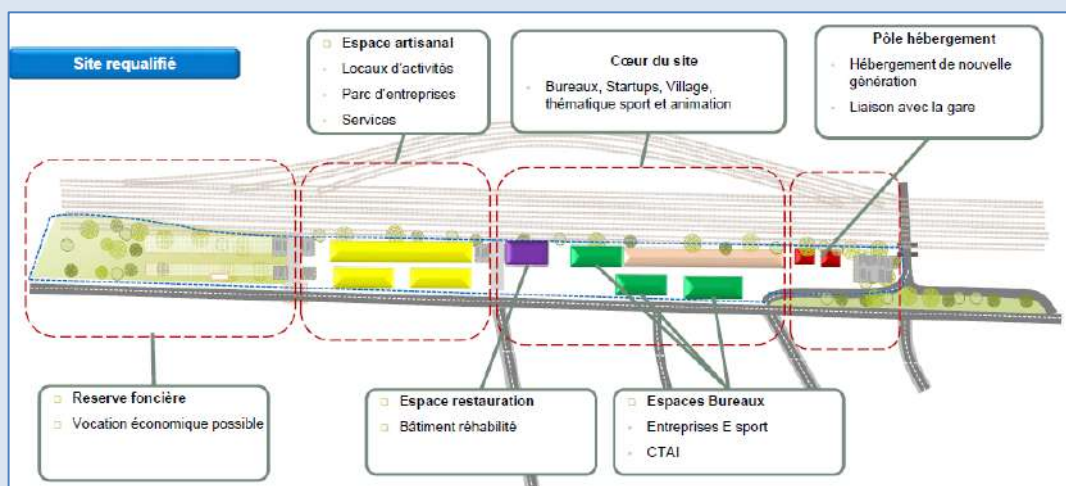 Site requalifié
Espace artisanal
Locaux d'activités
Parc d'entreprises
Services
Cœur du site
Bureaux, Startups, Village,
thématique sport et animation
Pôle hébergement
Hébergement de nouvelle
génération
Liaison avec la gare
Reserve foncière
Vocation économique possible
Espace restauration
Bâtiment réhabilité
Espaces Bureaux
Entreprises E sport
CTAI